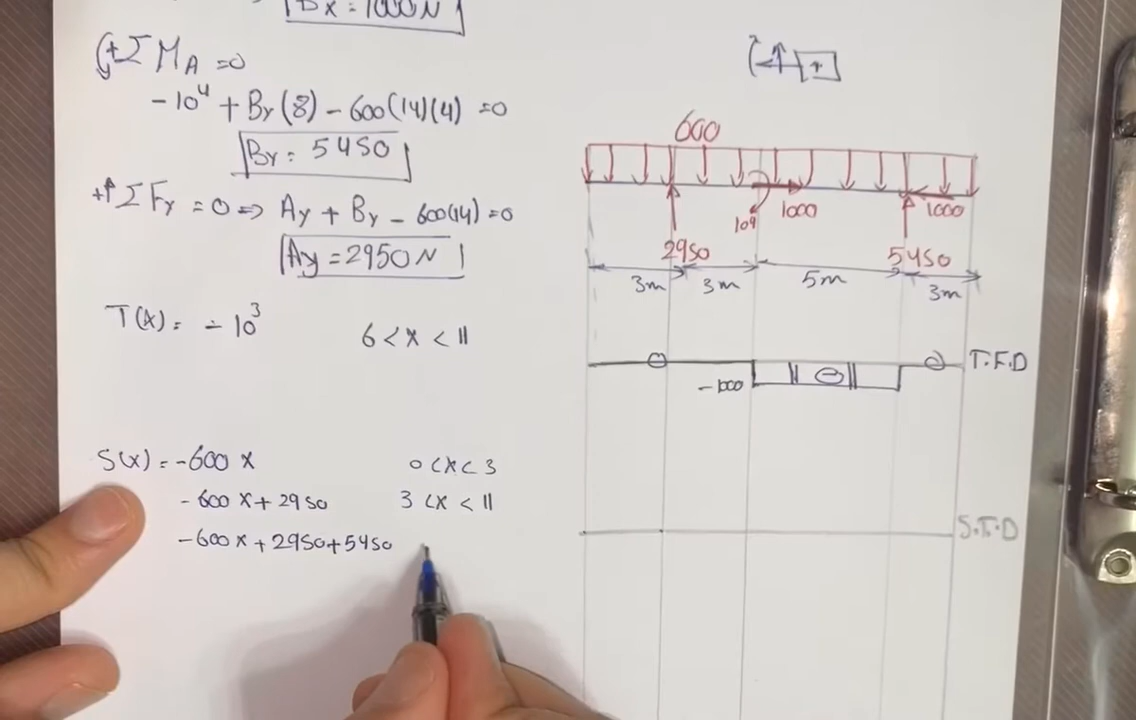 Bx = 1000N
+ΣM_A = 0
-10⁴ + By(8) - 600(14)(4) = 0
By = 5450
+↑ΣFy = 0 => Ay + By - 600(14) = 0
Ay = 2950 N
T(x) = -10³ 6 < x < 11
S(x) = -600 x 0 < x < 3
-600 x + 2950 3 < x < 11
-600x + 2950 + 5450
+
600
10⁴ 1000 1000
2950 5450
3m 3m 5m 3m
T.F.D
-1000
S.F.D